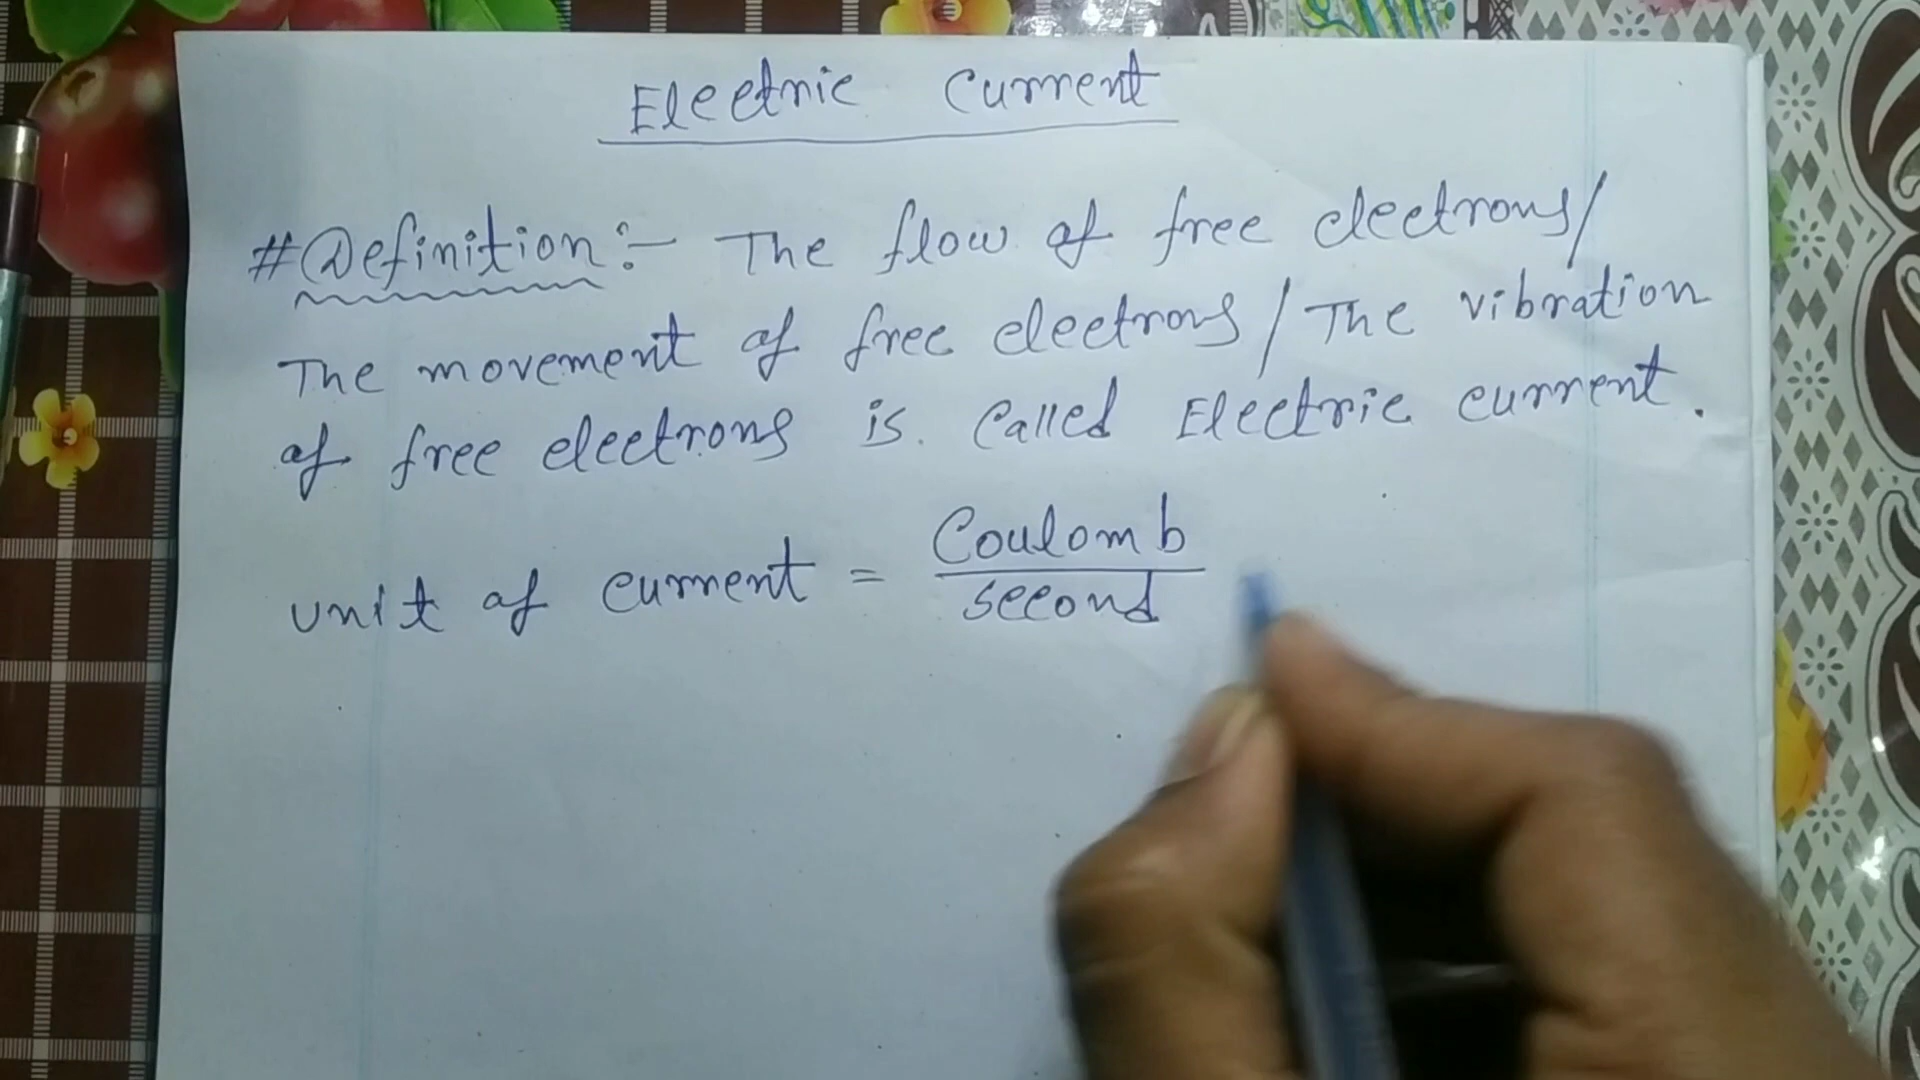 Electric Current
#Definition:- The flow of free electrons/
The movement of free electrons/The vibration
of free electrons is called Electric current.
unit of current = Coulomb
second